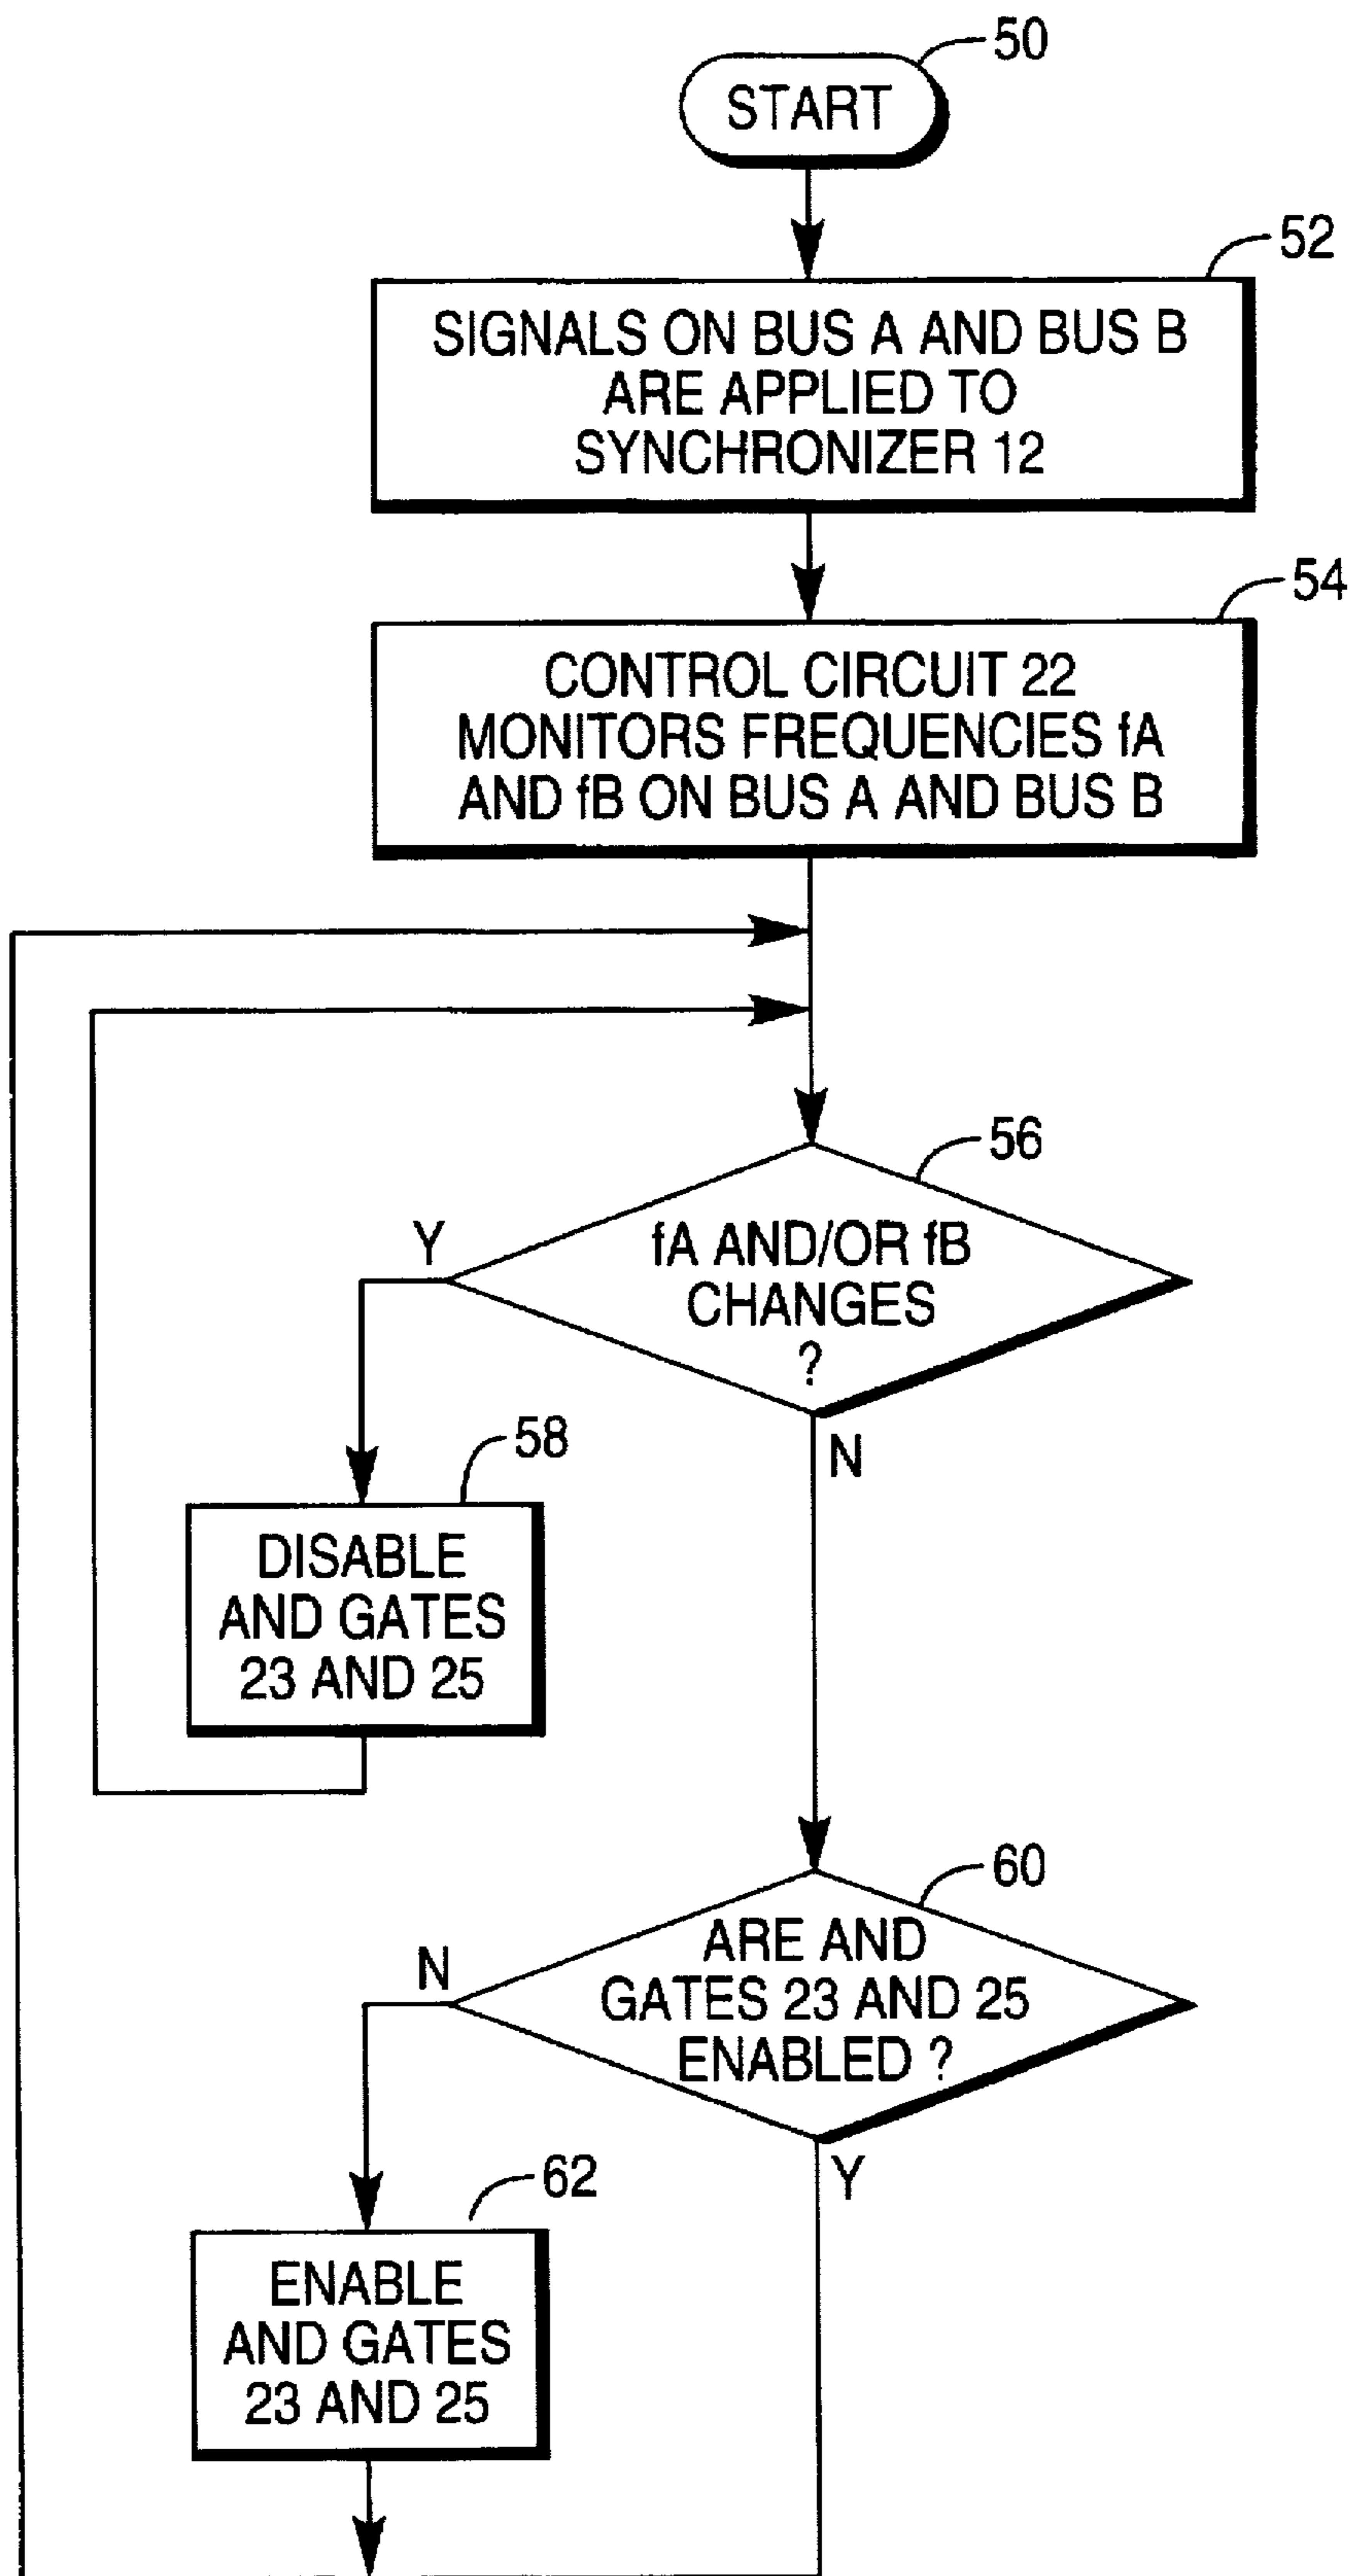 50
START
52
SIGNALS ON BUS A AND BUS B
ARE APPLIED TO
SYNCHRONIZER 12
54
CONTROL CIRCUIT 22
MONITORS FREQUENCIES fA
AND fB ON BUS A AND BUS B
56
Y
fA AND/OR fB
CHANGES
?
N
58
DISABLE
AND GATES
23 AND 25
60
N
ARE AND
GATES 23 AND 25
ENABLED ?
Y
62
ENABLE
AND GATES
23 AND 25